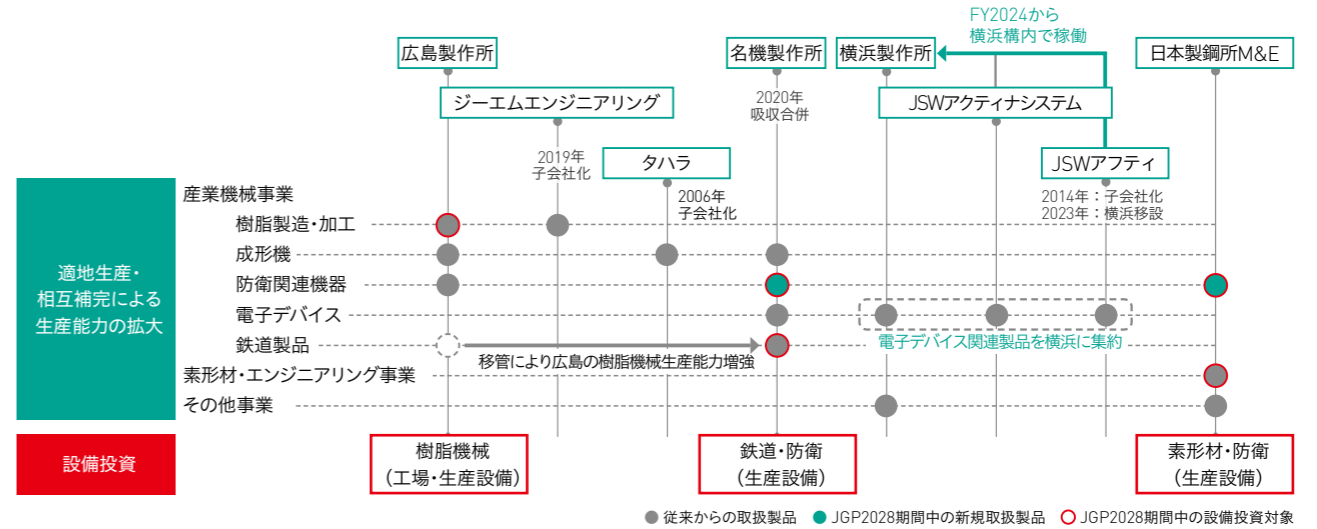 FY2024から
横浜構内で稼働
広島製作所
名機製作所
横浜製作所
日本製鋼所M&E
ジーエムエンジニアリング
2020年
吸収合併
JSWアクティナシステム
2019年
子会社化
タハラ
JSWアフティ
2006年
子会社化
2014年：子会社化
2023年：横浜移設
適地生産・
相互補完による
生産能力の拡大
産業機械事業
樹脂製造・加工
成形機
防衛関連機器
電子デバイス
鉄道製品
電子デバイス関連製品を横浜に集約
移管により広島の樹脂機械生産能力増強
素形材・エンジニアリング事業
その他事業
設備投資
樹脂機械
（工場・生産設備）
鉄道・防衛
（生産設備）
素形材・防衛
（生産設備）
従来からの取扱製品
JGP2028期間中の新規取扱製品
JGP2028期間中の設備投資対象